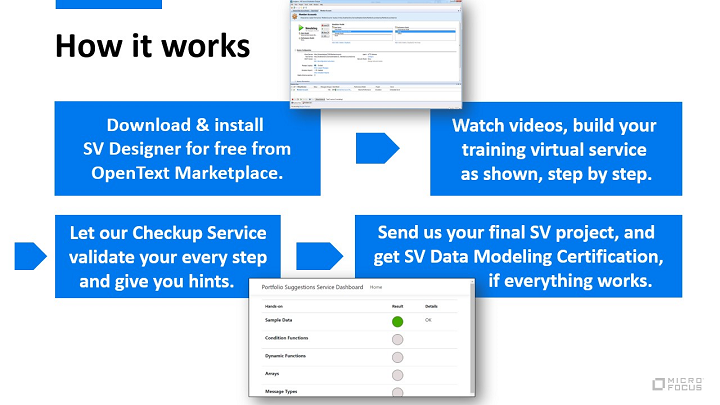 How it works
Download & install
SV Designer for free from
OpenText Marketplace.
Watch videos, build your
training virtual service
as shown, step by step.
Let our Checkup Service
validate your every step
and give you hints.
Send us your final SV project, and
get SV Data Modeling Certification,
if everything works.
Portfolio Suggestions Service Dashboard Home
Hands-on Result Details
Sample Data OK
Condition Functions
Dynamic Functions
Arrays
Message Types
MICRO
FOCUS